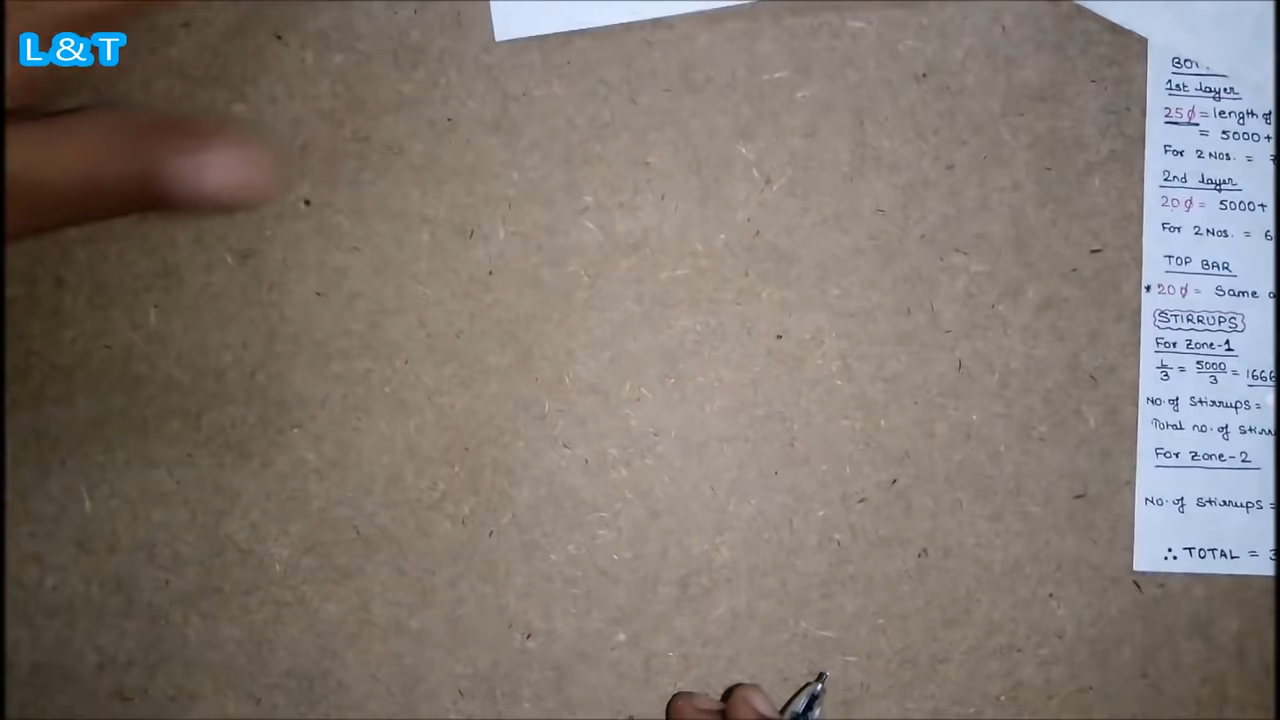 L&T
BOT.
1st layer
25ϕ = length of
= 5000+
For 2 Nos. =
2nd layer
20ϕ = 5000+
For 2 Nos. = 6
TOP BAR
* 20ϕ = Same
STIRRUPS
For Zone-1
L/3 = 5000/3 = 1666
No. of Stirrups =
Total no. of
For Zone-2
No. of Stirrups =
∴ TOTAL = 3